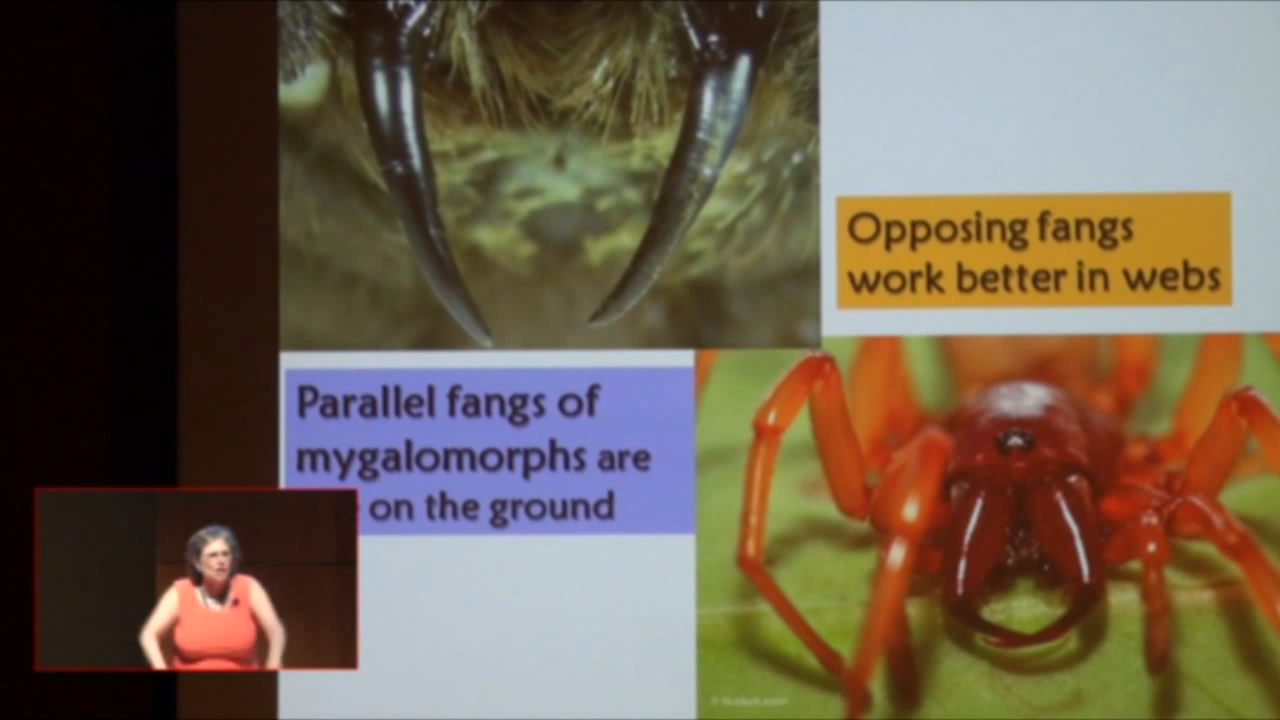 Opposing fangs
work better in webs
Parallel fangs of
mygalomorphs are
on the ground